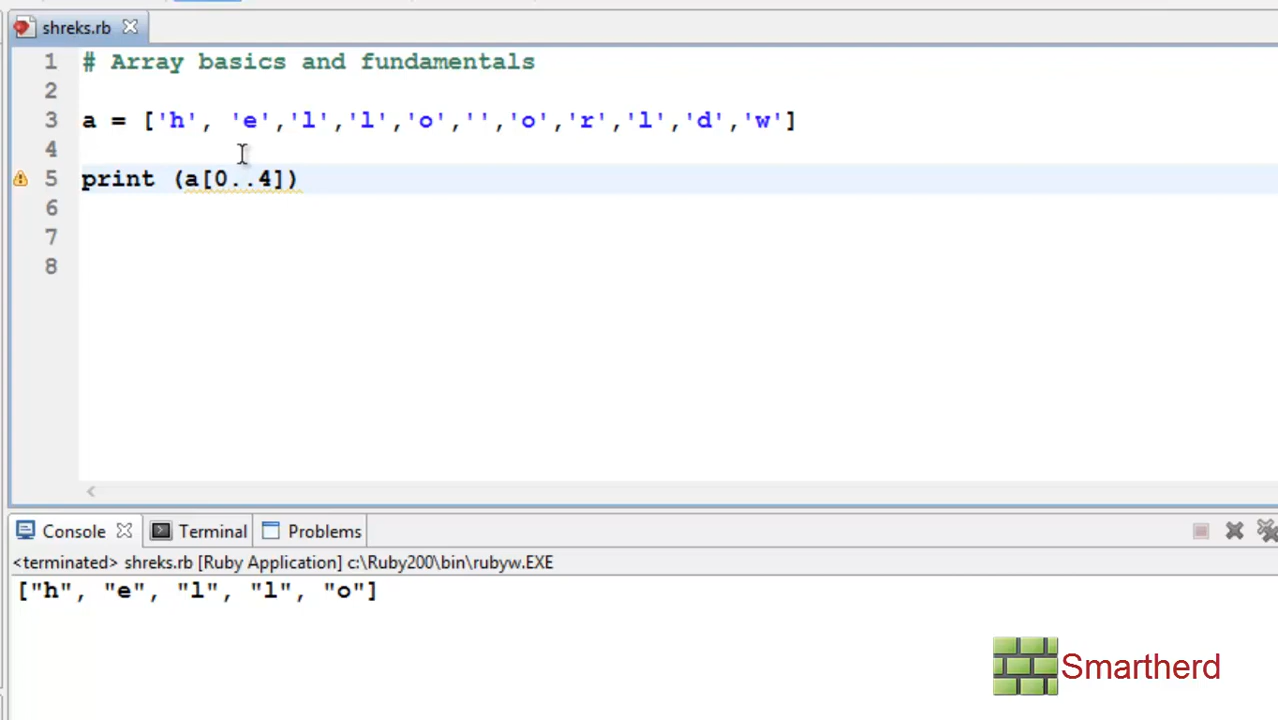 shreks.rb
1 # Array basics and fundamentals
2
3 a = ['h', 'e','l','l','o','','o','r','l','d','w']
4
5 print (a[0..4])
6
7
8
Console Terminal Problems
<terminated> shreks.rb [Ruby Application] c:\Ruby200\bin\rubyw.EXE
["h", "e", "l", "l", "o"]
Smartherd